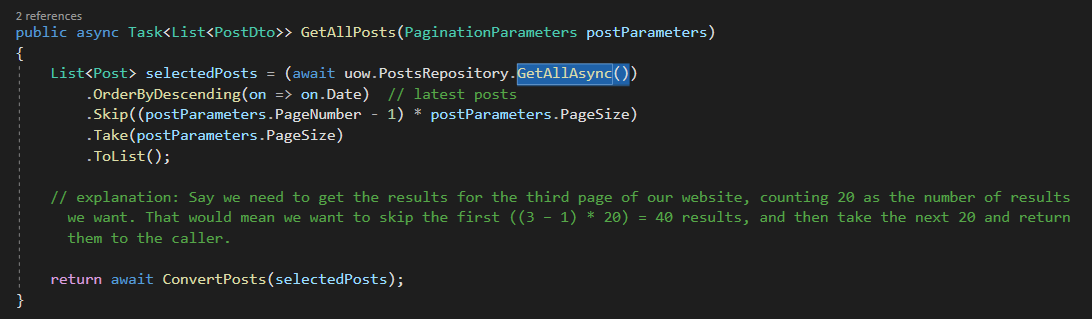 2 references
public async Task<List<PostDto>> GetAllPosts(PaginationParameters postParameters)
{
    List<Post> selectedPosts = (await uow.PostsRepository.GetAllAsync())
        .OrderByDescending(on => on.Date)  // latest posts
        .Skip((postParameters.PageNumber - 1) * postParameters.PageSize)
        .Take(postParameters.PageSize)
        .ToList();
    // explanation: Say we need to get the results for the third page of our website, counting 20 as the number of results
      we want. That would mean we want to skip the first ((3 - 1) * 20) = 40 results, and then take the next 20 and return
      them to the caller.
    return await ConvertPosts(selectedPosts);
}